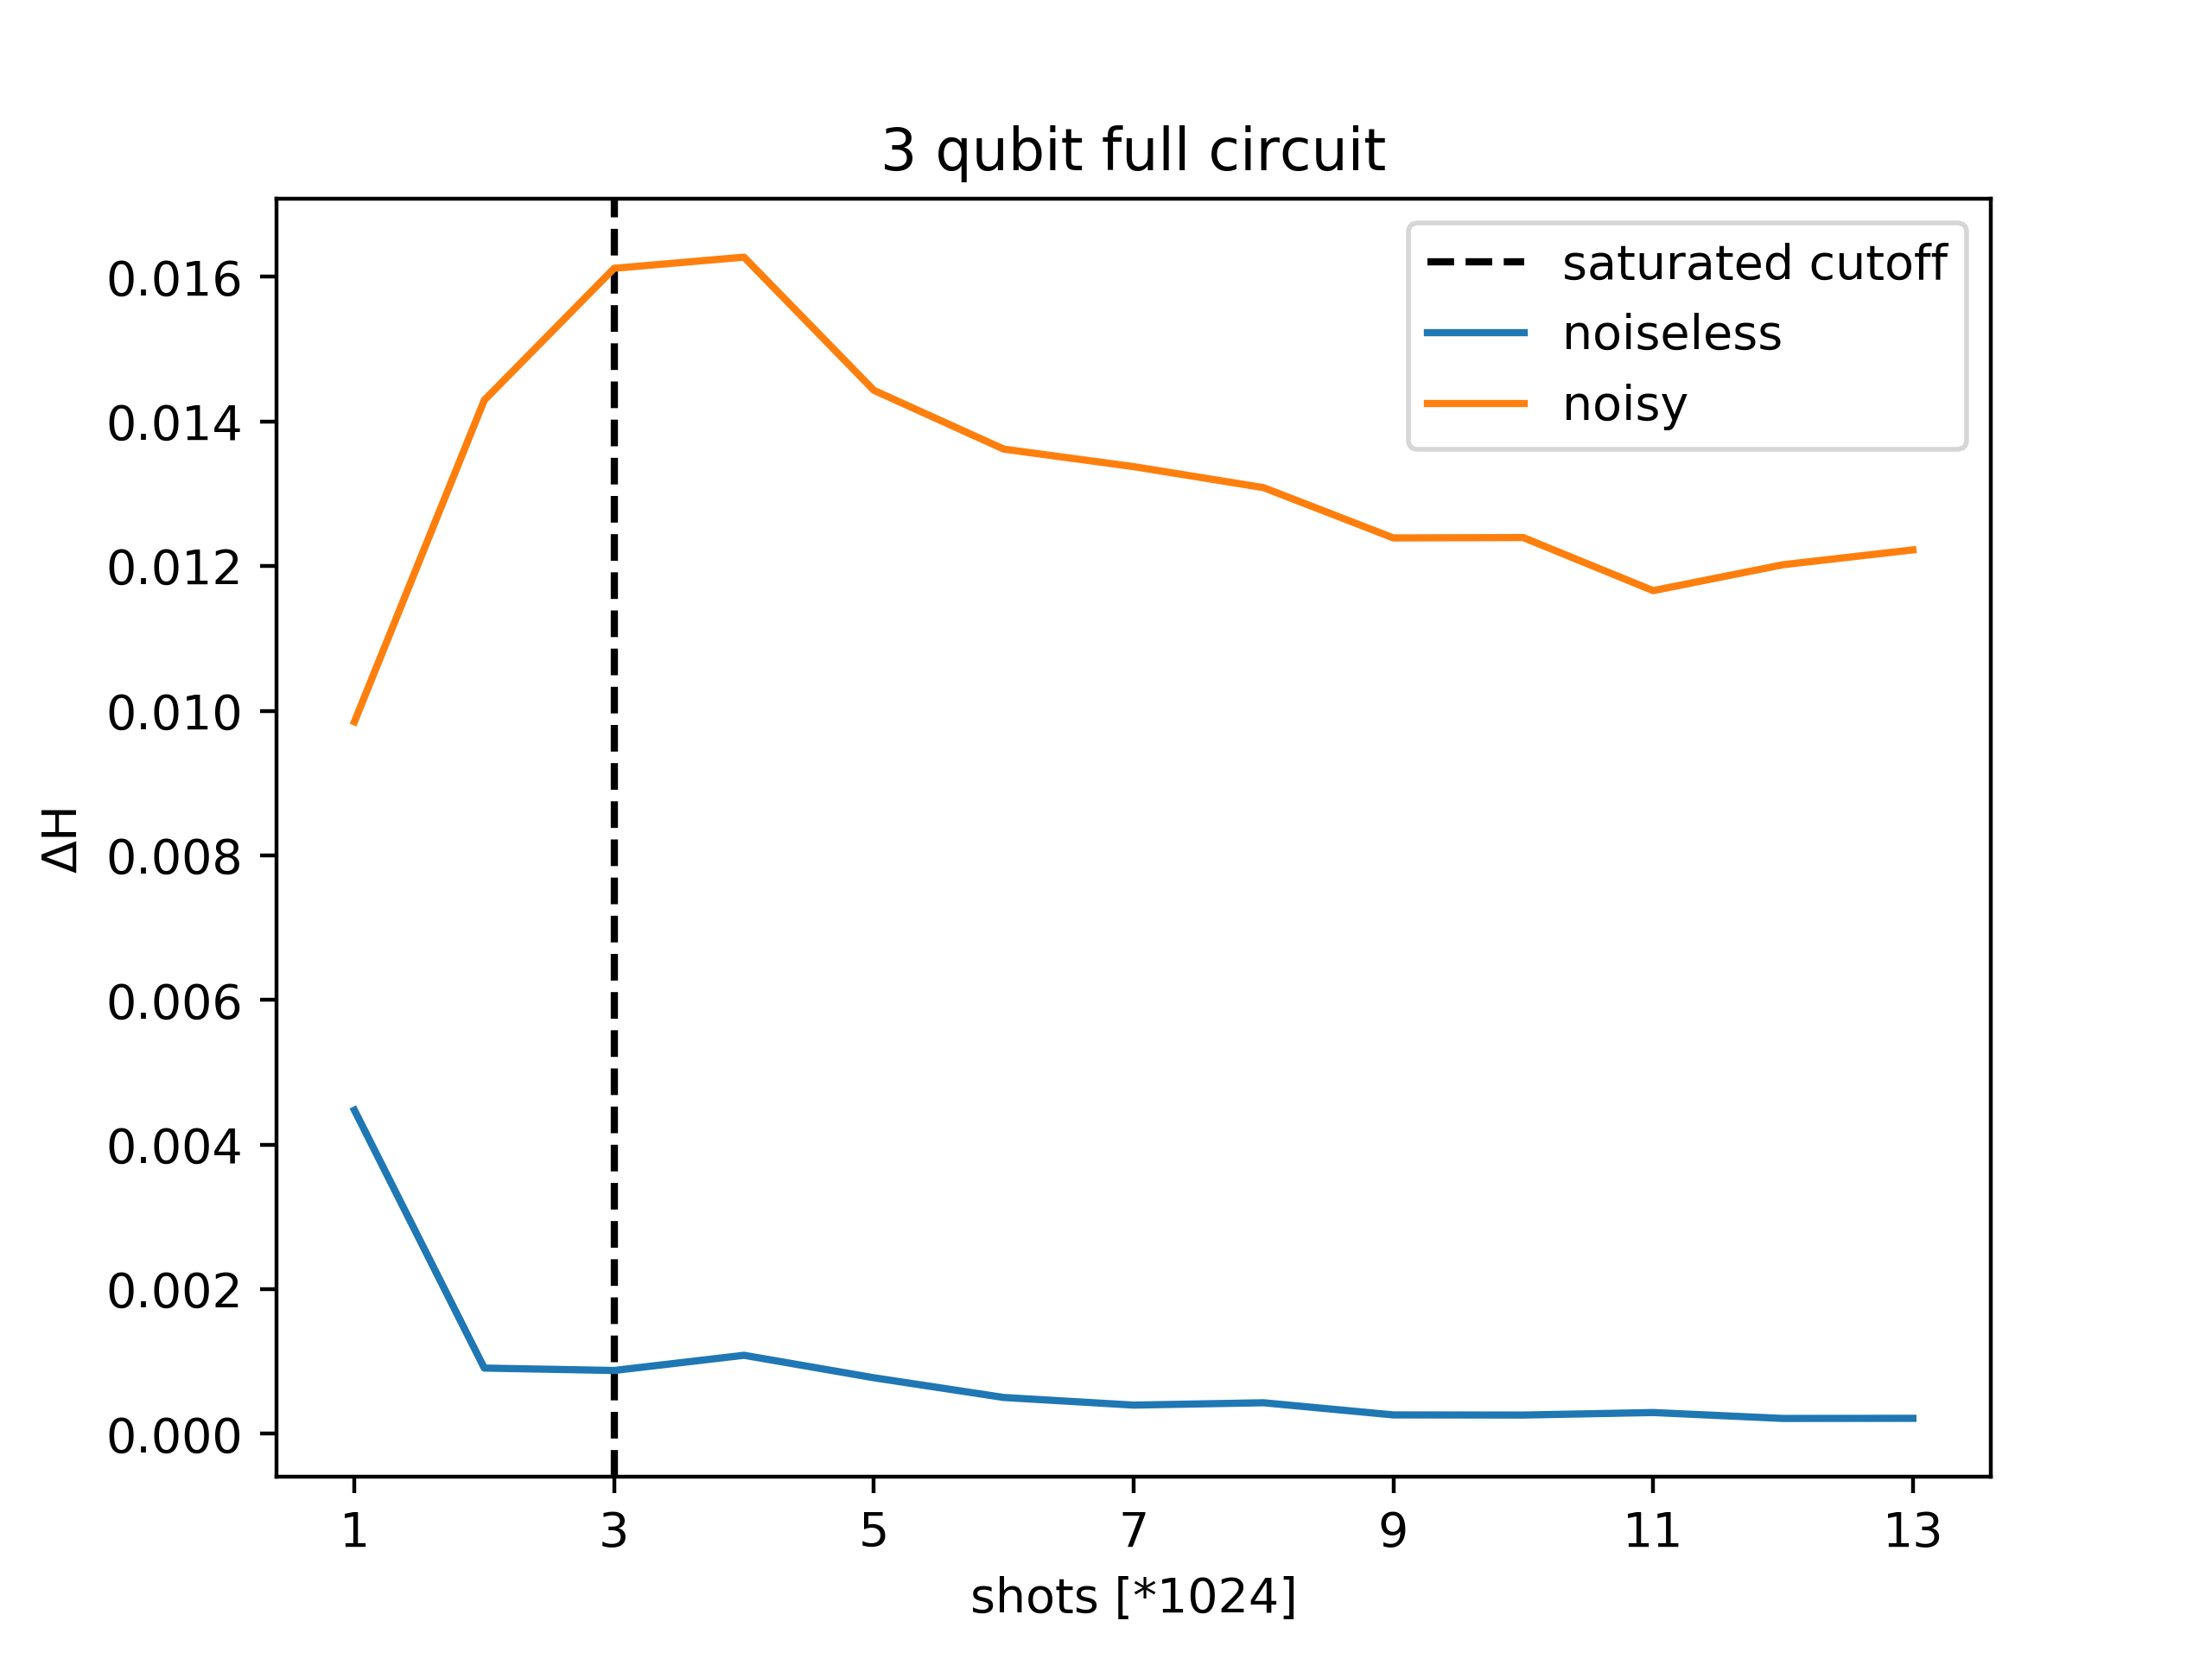 3 qubit full circuit
saturated cutoff
noiseless
noisy
0.016
0.014
0.012
0.010
0.008
0.006
0.004
0.002
0.000
ΔH
1 3 5 7 9 11 13
shots [*1024]